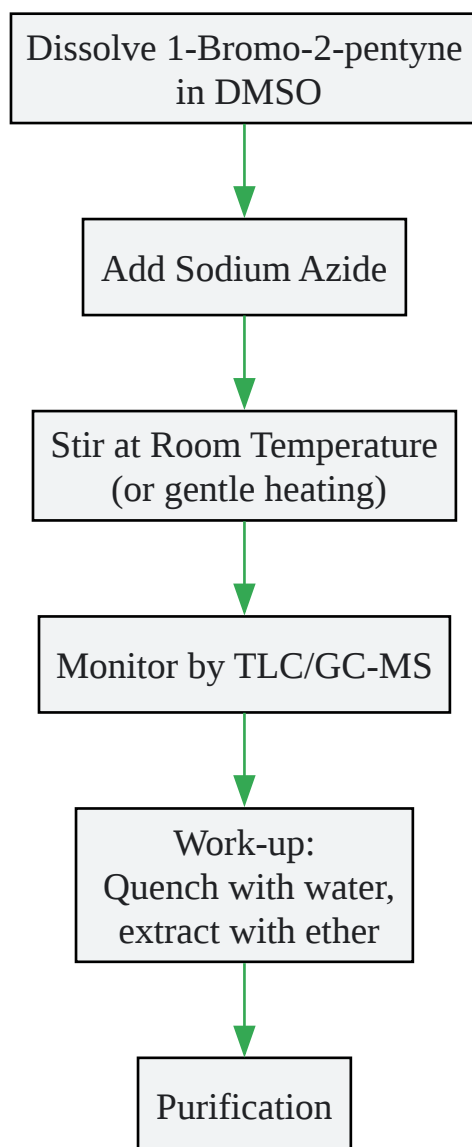 Dissolve 1-Bromo-2-pentyne
in DMSO
Add Sodium Azide
Stir at Room Temperature
(or gentle heating)
Monitor by TLC/GC-MS
Work-up:
Quench with water,
extract with ether
Purification